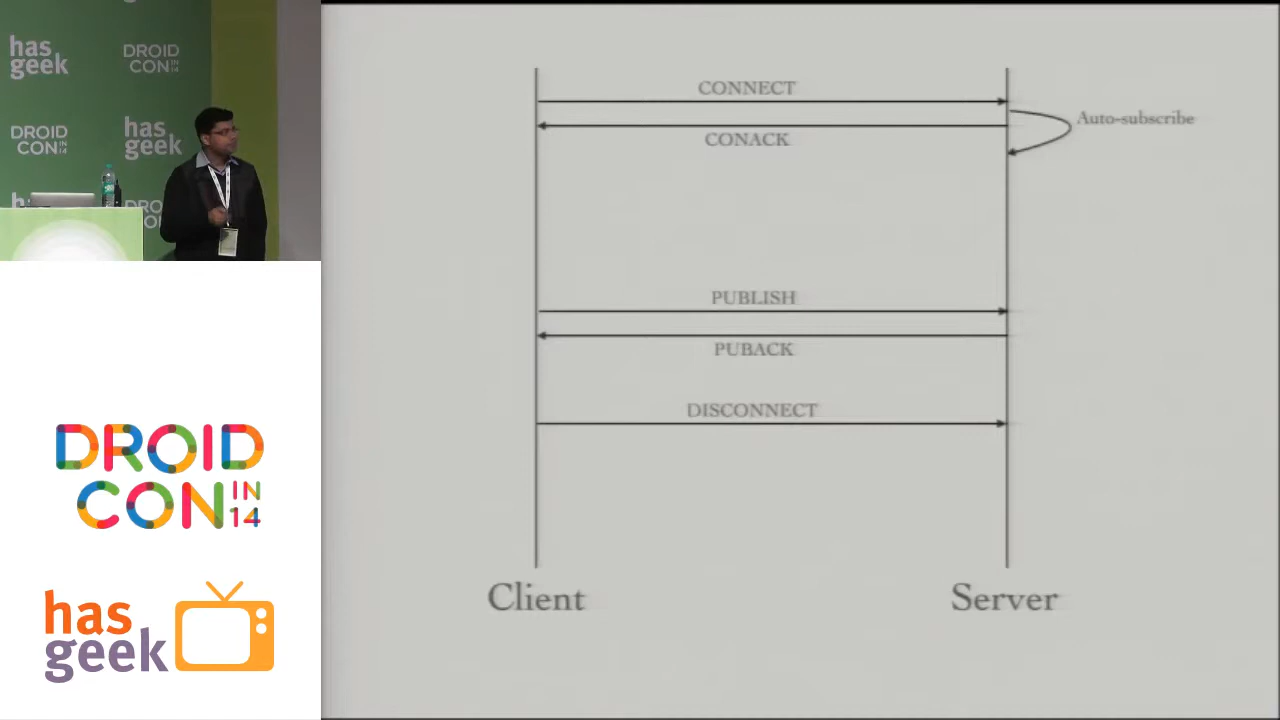 has
geek
DROID
CON IN 14
DROID
CON IN 14
has
geek
DROID
CON
IN
14
has
geek
CONNECT
CONACK
Auto-subscribe
PUBLISH
PUBACK
DISCONNECT
Client
Server